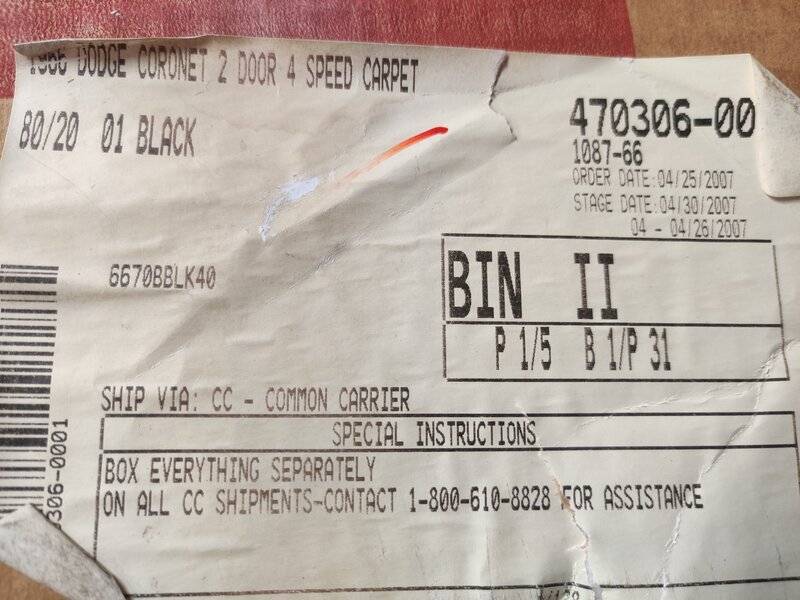 1966 DODGE CORONET 2 DOOR 4 SPEED CARPET
80/20 01 BLACK
470306-00
1087-66
ORDER DATE:04/25/2007
STAGE DATE:04/30/2007
04 - 04/26/2007
6670BBLK40
BIN II
P 1/5 B 1/P 31
SHIP VIA: CC - COMMON CARRIER
SPECIAL INSTRUCTIONS
BOX EVERYTHING SEPARATELY
ON ALL CC SHIPMENTS-CONTACT 1-800-610-8828 FOR ASSISTANCE
306-0001